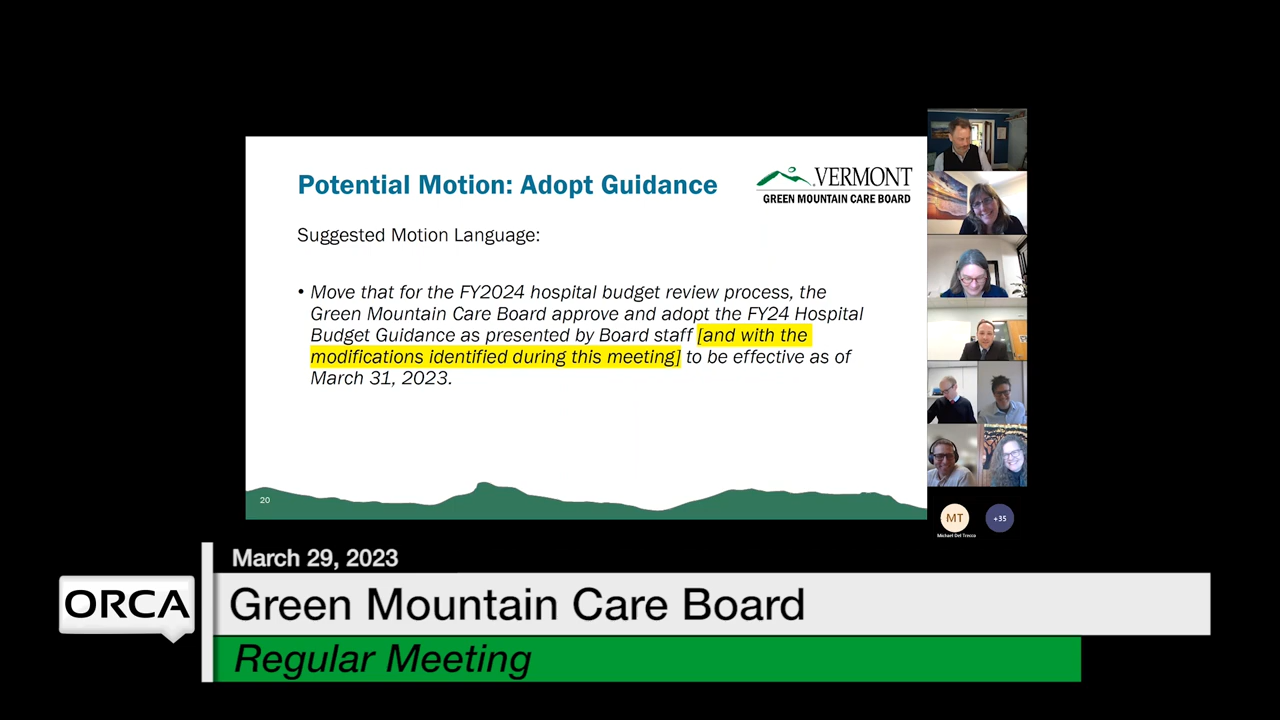 Potential Motion: Adopt Guidance
VERMONT
GREEN MOUNTAIN CARE BOARD
Suggested Motion Language:
• Move that for the FY2024 hospital budget review process, the
Green Mountain Care Board approve and adopt the FY24 Hospital
Budget Guidance as presented by Board staff [and with the
modifications identified during this meeting] to be effective as of
March 31, 2023.
20
MT
+35
Michael Del Trecco
March 29, 2023
ORCA
Green Mountain Care Board
Regular Meeting